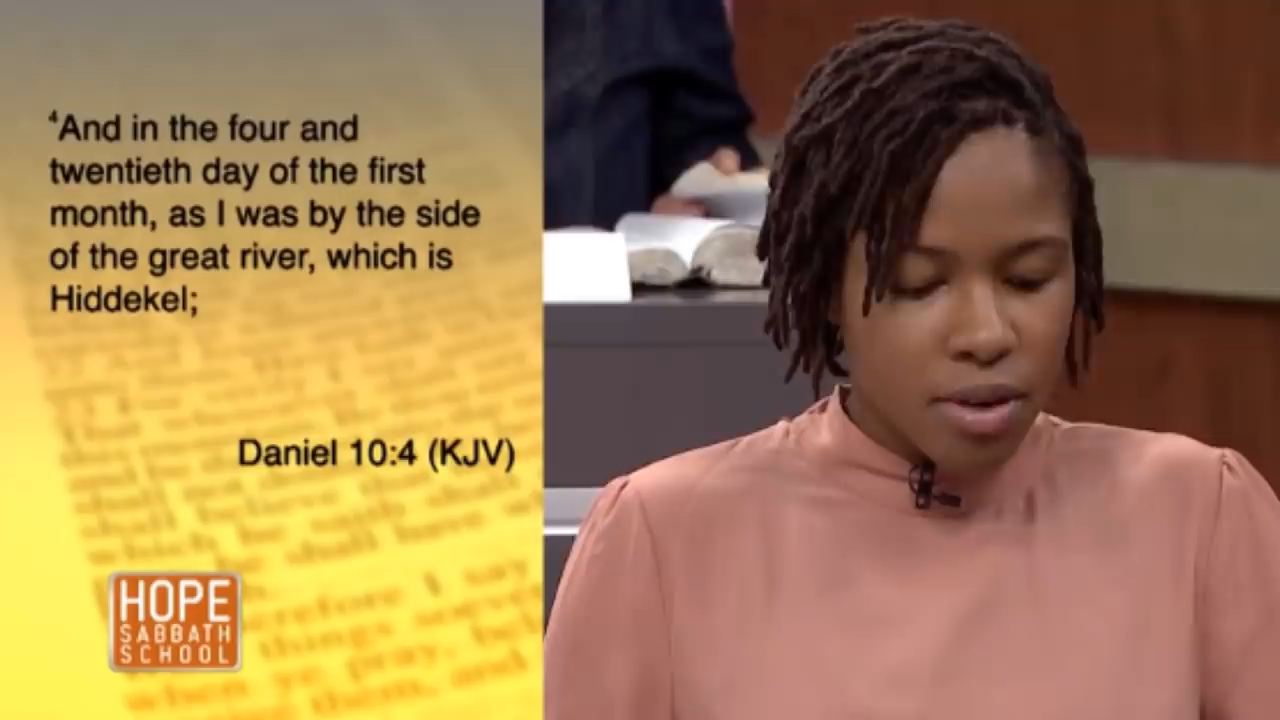 ⁴And in the four and
twentieth day of the first
month, as I was by the side
of the great river, which is
Hiddekel;
Daniel 10:4 (KJV)
HOPE
SABBATH
SCHOOL